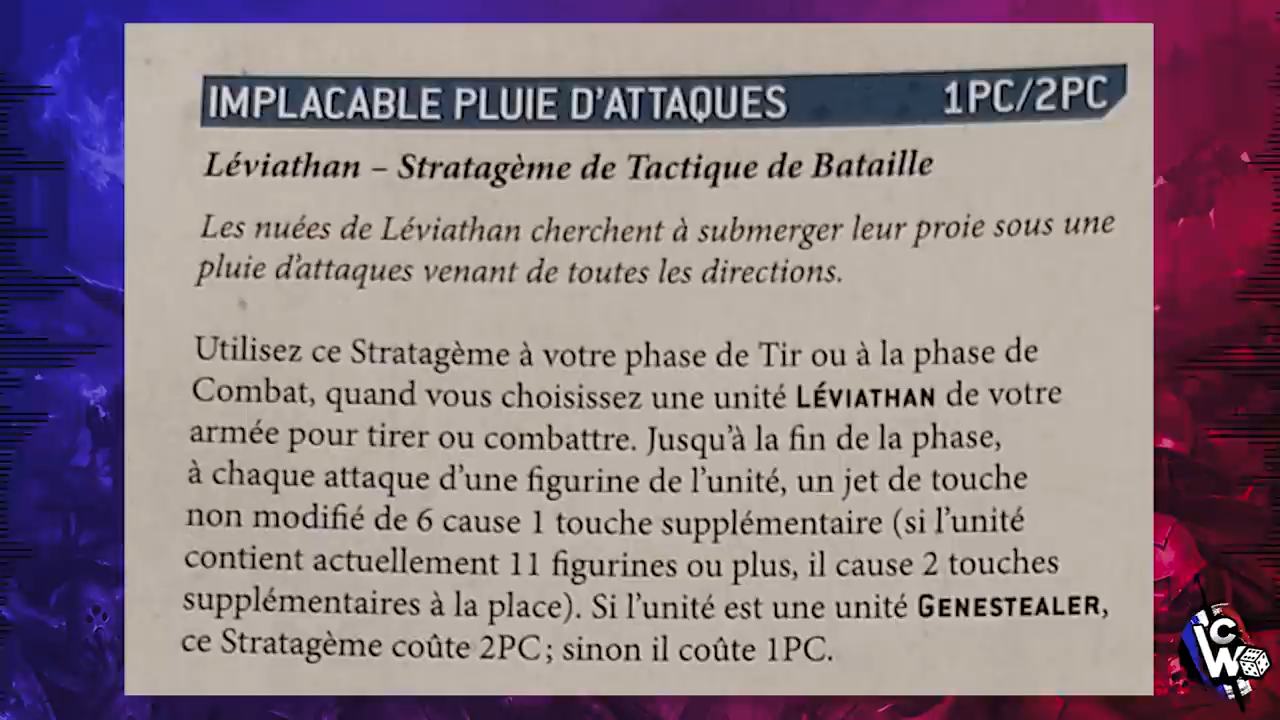 IMPLACABLE PLUIE D'ATTAQUES 1PC/2PC
Léviathan – Stratagème de Tactique de Bataille
Les nuées de Léviathan cherchent à submerger leur proie sous une
pluie d'attaques venant de toutes les directions.
Utilisez ce Stratagème à votre phase de Tir ou à la phase de
Combat, quand vous choisissez une unité LÉVIATHAN de votre
armée pour tirer ou combattre. Jusqu'à la fin de la phase,
à chaque attaque d'une figurine de l'unité, un jet de touche
non modifié de 6 cause 1 touche supplémentaire (si l'unité
contient actuellement 11 figurines ou plus, il cause 2 touches
supplémentaires à la place). Si l'unité est une unité GENESTEALER,
ce Stratagème coûte 2PC ; sinon il coûte 1PC.
CW